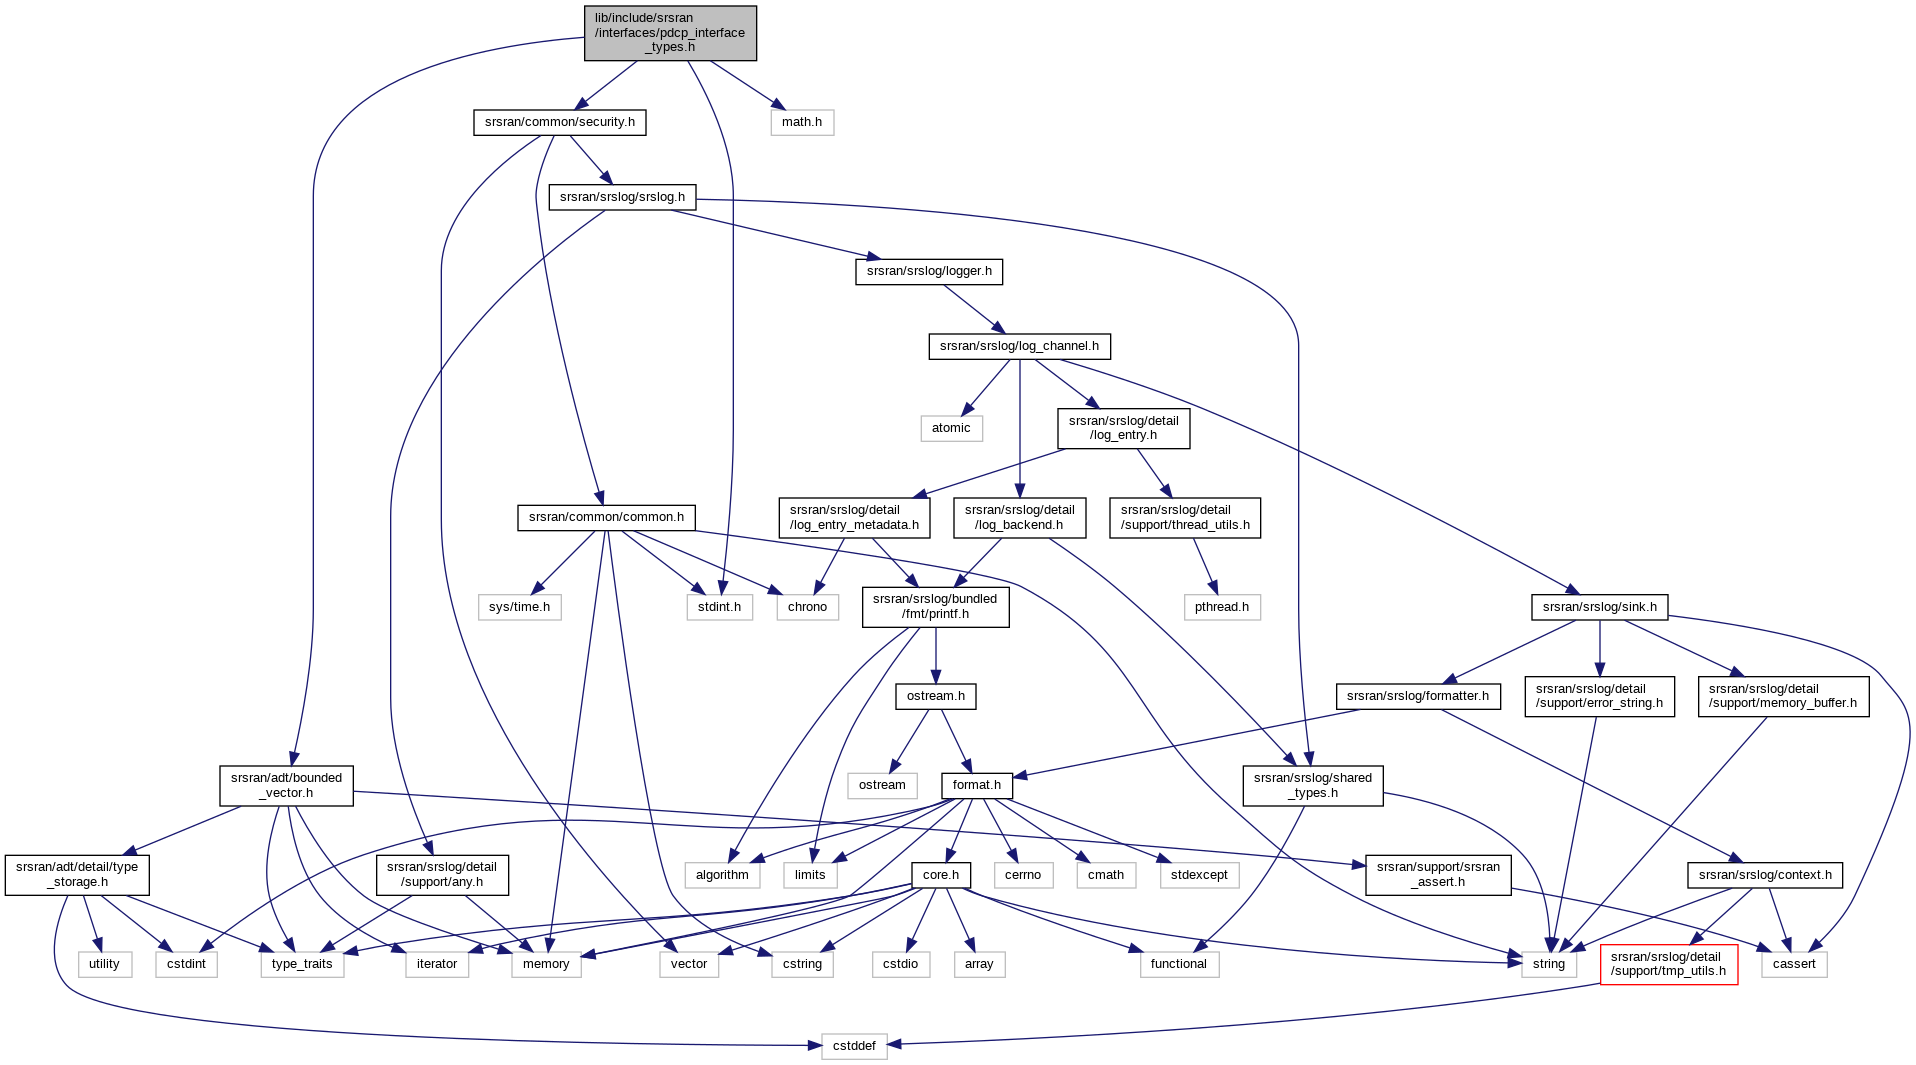 lib/include/srsran
/interfaces/pdcp_interface
_types.h
srsran/common/security.h
math.h
srsran/srslog/srslog.h
srsran/srslog/logger.h
srsran/srslog/log_channel.h
atomic
srsran/srslog/detail
/log_entry.h
srsran/common/common.h
srsran/srslog/detail
/log_entry_metadata.h
srsran/srslog/detail
/log_backend.h
srsran/srslog/detail
/support/thread_utils.h
sys/time.h
stdint.h
chrono
srsran/srslog/bundled
/fmt/printf.h
pthread.h
srsran/srslog/sink.h
ostream.h
srsran/srslog/formatter.h
srsran/srslog/detail
/support/error_string.h
srsran/srslog/detail
/support/memory_buffer.h
srsran/adt/bounded
_vector.h
ostream
format.h
srsran/srslog/shared
_types.h
srsran/adt/detail/type
_storage.h
srsran/srslog/detail
/support/any.h
algorithm
limits
core.h
cerrno
cmath
stdexcept
srsran/support/srsran
_assert.h
srsran/srslog/context.h
utility
cstdint
type_traits
iterator
memory
vector
cstring
cstdio
array
functional
string
srsran/srslog/detail
/support/tmp_utils.h
cassert
cstddef